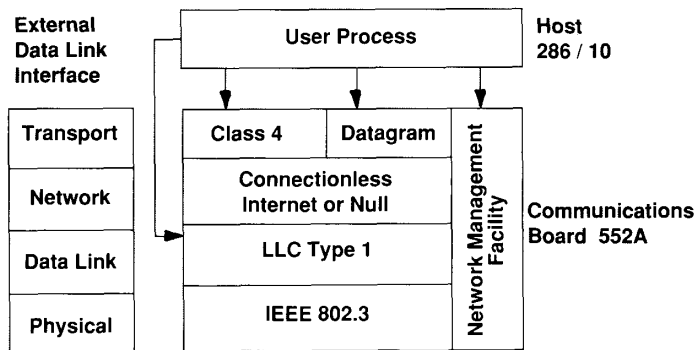 External
Data Link
Interface
User Process
Host
286 / 10
Transport
Network
Data Link
Physical
Class 4
Datagram
Connectionless
Internet or Null
LLC Type 1
IEEE 802.3
Network Management
Facility
Communications
Board 552A